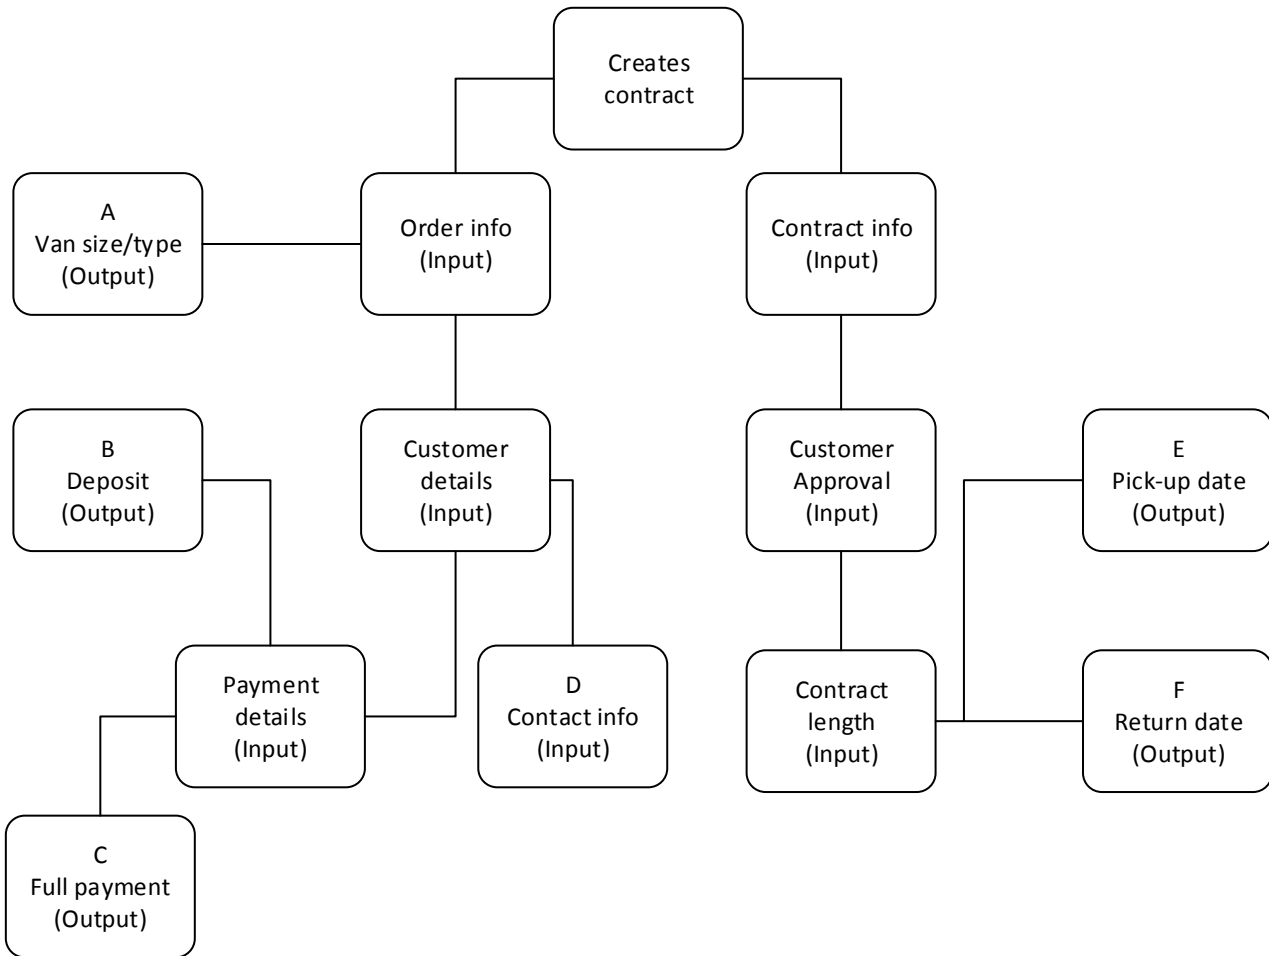 Creates
contract
A
Van size/type
(Output)
Order info
(Input)
Contract info
(Input)
B
Deposit
(Output)
Customer
details
(Input)
Customer
Approval
(Input)
E
Pick-up date
(Output)
Payment
details
(Input)
D
Contact info
(Input)
Contract
length
(Input)
F
Return date
(Output)
C
Full payment
(Output)